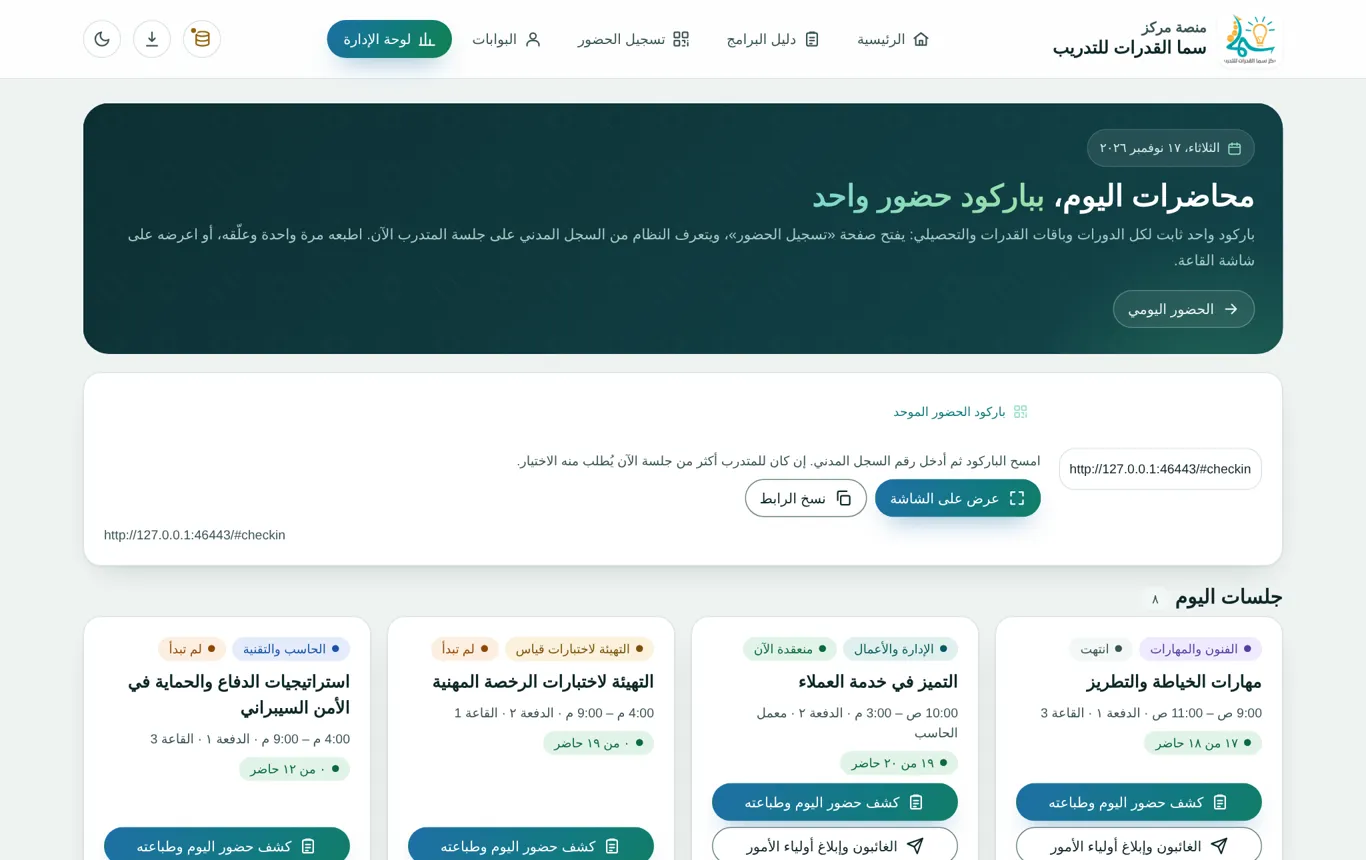 منصة مركز
سما القدرات للتدريب
الرئيسية
دليل البرامج
تسجيل الحضور
البوابات
لوحة الإدارة
الثلاثاء، ١٧ نوفمبر ٢٠٢٦
محاضرات اليوم، بباركود حضور واحد
باركود واحد ثابت لكل الدورات وباقات القدرات والتحصيلي: يفتح صفحة «تسجيل الحضور»، ويتعرف النظام من السجل المدني على جلسة المتدرب الآن. اطبعه مرة واحدة وعلّقه، أو اعرضه على
شاشة القاعة.
الحضور اليومي
باركود الحضور الموحد
http://127.0.0.1:46443/#checkin
امسح الباركود ثم أدخل رقم السجل المدني. إن كان للمتدرب أكثر من جلسة الآن يُطلب منه الاختيار.
عرض على الشاشة
نسخ الرابط
http://127.0.0.1:46443/#checkin
جلسات اليوم ٨
الفنون والمهارات
انتهت
مهارات الخياطة والتطريز
9:00 ص – 11:00 ص · الدفعة ١ · القاعة 3
١٧ من ١٨ حاضر
كشف حضور اليوم وطباعته
الغائبون وإبلاغ أولياء الأمور
الإدارة والأعمال
منعقدة الآن
التميز في خدمة العملاء
10:00 ص – 3:00 م · الدفعة ٢ · معمل
الحاسب
١٩ من ٢٠ حاضر
كشف حضور اليوم وطباعته
الغائبون وإبلاغ أولياء الأمور
التهيئة لاختبارات قياس
لم تبدأ
التهيئة لاختبارات الرخصة المهنية
4:00 م – 9:00 م · الدفعة ٢ · القاعة 1
٠ من ١٩ حاضر
كشف حضور اليوم وطباعته
الحاسب والتقنية
لم تبدأ
استراتيجيات الدفاع والحماية في
الأمن السيبراني
4:00 م – 9:00 م · الدفعة ١ · القاعة 3
٠ من ١٢ حاضر
كشف حضور اليوم وطباعته